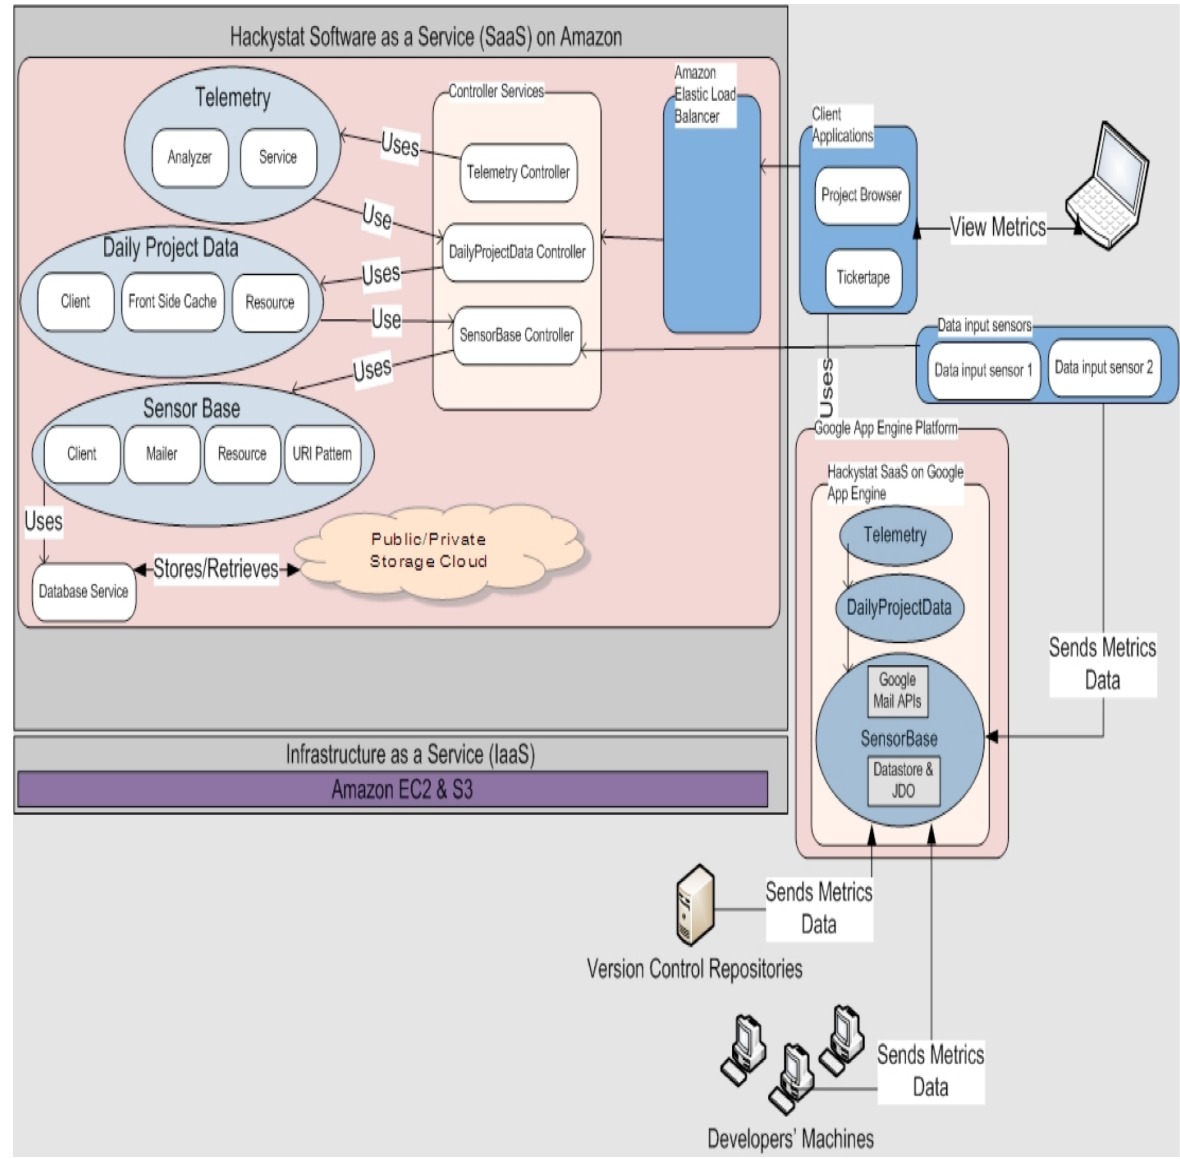 Hackystat Software as a Service (SaaS) on Amazon
Telemetry
Analyzer
Service
Uses
Controller Services
Telemetry Controller
Use
DailyProjectData Controller
Uses
Use
SensorBase Controller
Uses
Daily Project Data
Client
Front Side Cache
Resource
Sensor Base
Client
Mailer
Resource
URI Pattern
Uses
Database Service
Stores/Retrieves
Public/Private
Storage Cloud
Amazon
Elastic Load
Balancer
Client
Applications
Project Browser
Tickertape
View Metrics
Data input sensors
Data input sensor 1
Data input sensor 2
Uses
Google App Engine Platform
Hackystat SaaS on Google
App Engine
Telemetry
DailyProjectData
Google
Mail APIs
SensorBase
Datastore &
JDO
Sends Metrics
Data
Infrastructure as a Service (IaaS)
Amazon EC2 & S3
Sends Metrics
Data
Version Control Repositories
Sends Metrics
Data
Developers' Machines